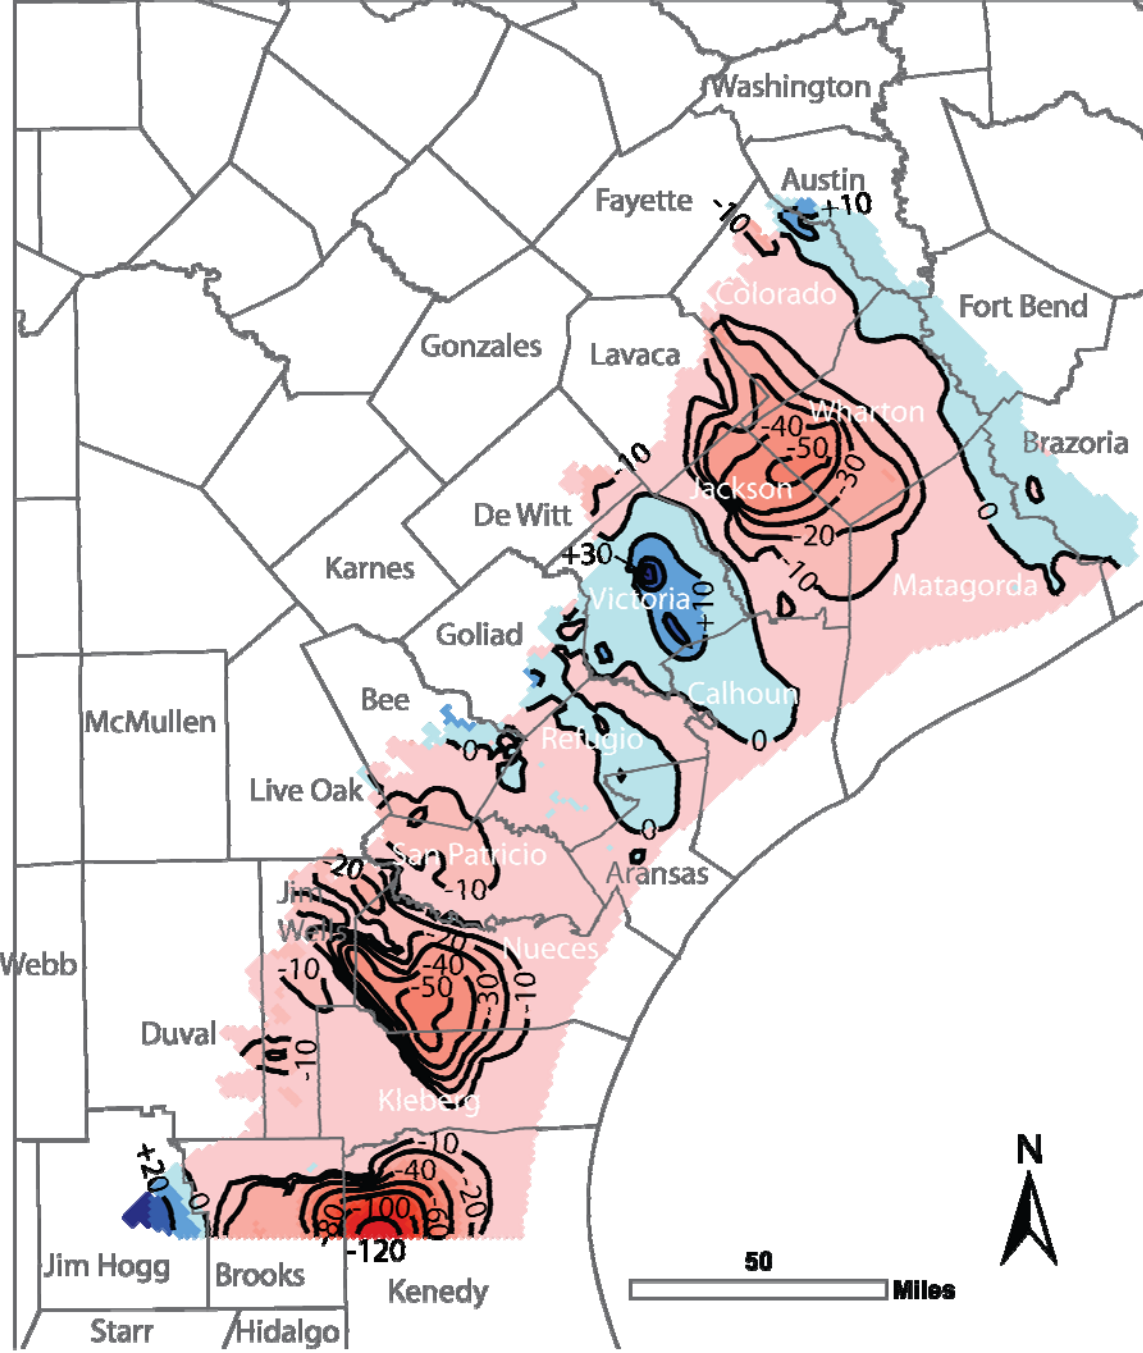 Washington
Austin
+10
Fayette
-10
Colorado
Fort Bend
Gonzales
Lavaca
Wharton
-40
Brazoria
-50
-30
-10
Jackson
0
De Witt
-20
+30
Karnes
-10
Matagorda
Victoria
+10
Goliad
Calhoun
Bee
McMullen
Refugio
0
0
Live Oak
0
San Patricio
-20
Aransas
Jim
Wells
-10
-20
Nueces
Webb
-40
-10
-50
-30
-10
Duval
-10
Kleberg
-10
N
+20
-40
0
-20
-100
80
60
-120
50
Miles
Jim Hogg
Brooks
Kenedy
Starr
Hidalgo